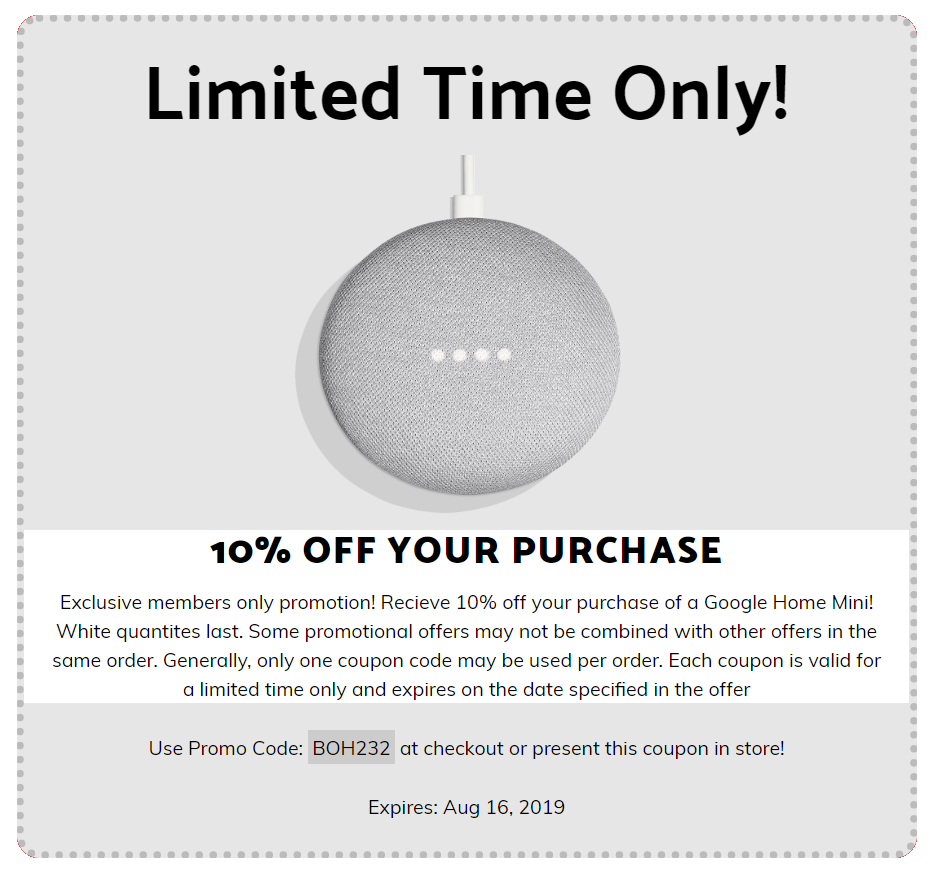 Limited Time Only!
10% OFF YOUR PURCHASE
Exclusive members only promotion! Recieve 10% off your purchase of a Google Home Mini!
White quantites last. Some promotional offers may not be combined with other offers in the
same order. Generally, only one coupon code may be used per order. Each coupon is valid for
a limited time only and expires on the date specified in the offer
Use Promo Code: BOH232 at checkout or present this coupon in store!
Expires: Aug 16, 2019